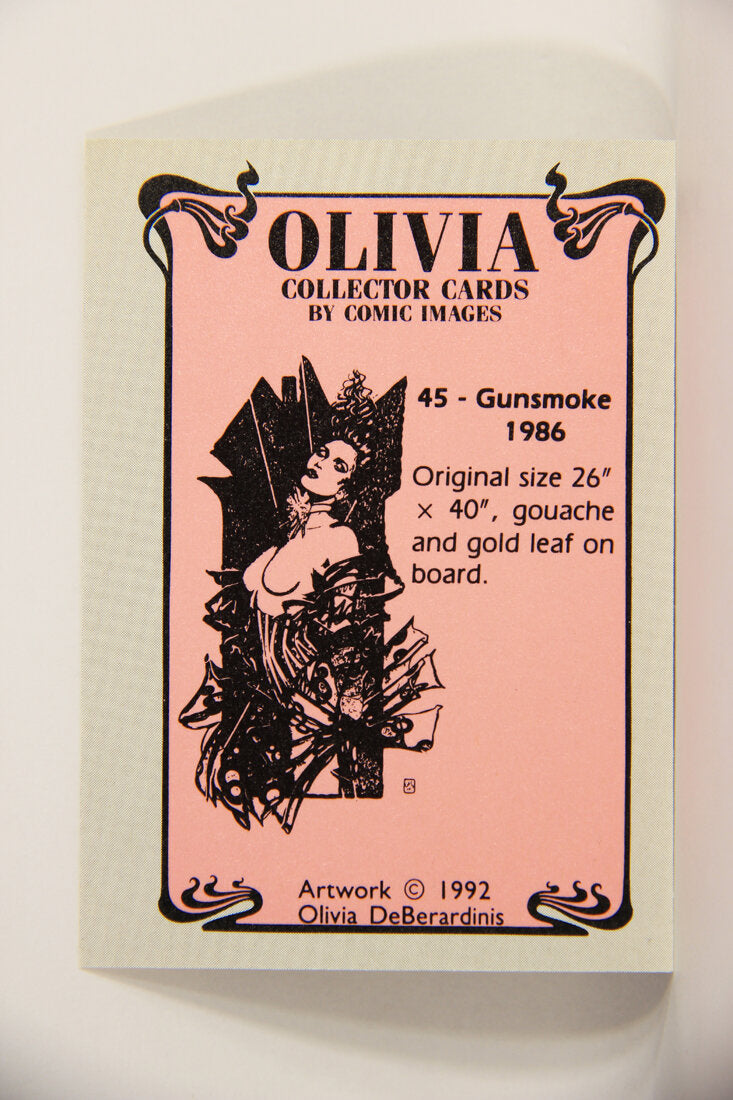 OLIVIA
COLLECTOR CARDS
BY COMIC IMAGES
45 - Gunsmoke
1986
Original size 26"
× 40", gouache
and gold leaf on
board.
Artwork © 1992
Olivia DeBerardinis